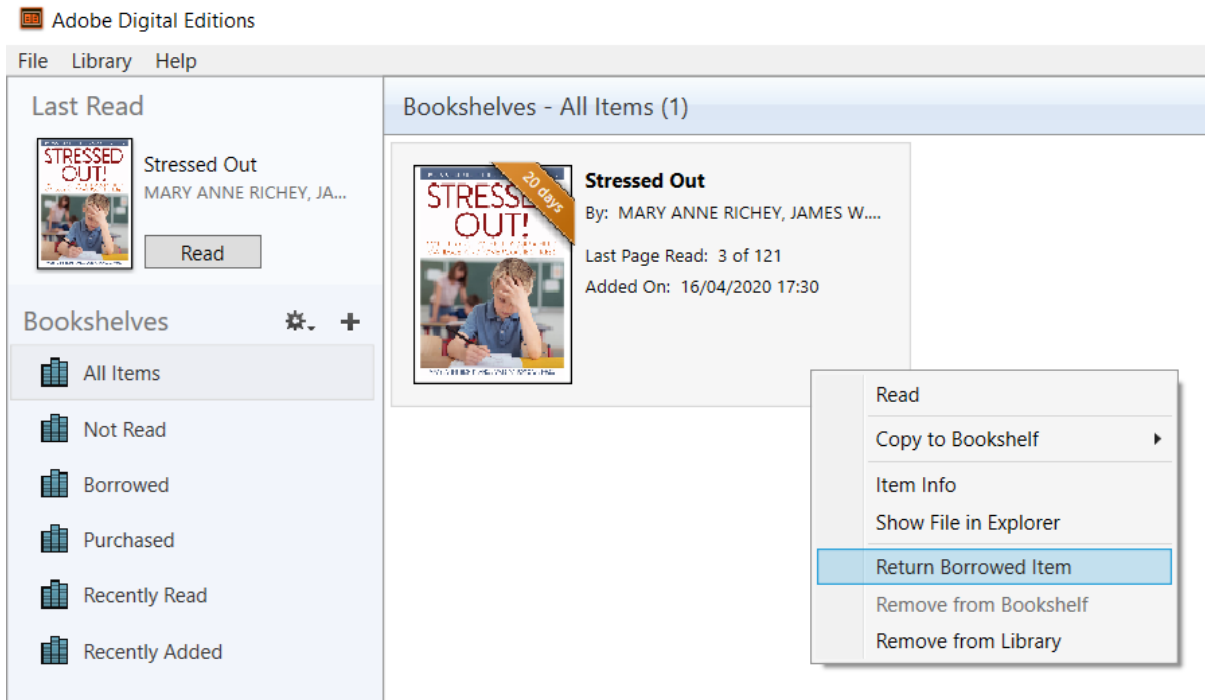 Adobe Digital Editions
File Library Help
Last Read
STRESSED
OUT!
Stressed Out
MARY ANNE RICHEY, JA...
Read
Bookshelves
All Items
Not Read
Borrowed
Purchased
Recently Read
Recently Added
Bookshelves - All Items (1)
20 days
OUT!
Stressed Out
By: MARY ANNE RICHEY, JAMES W....
Last Page Read: 3 of 121
Added On: 16/04/2020 17:30
Read
Copy to Bookshelf
Item Info
Show File in Explorer
Return Borrowed Item
Remove from Bookshelf
Remove from Library